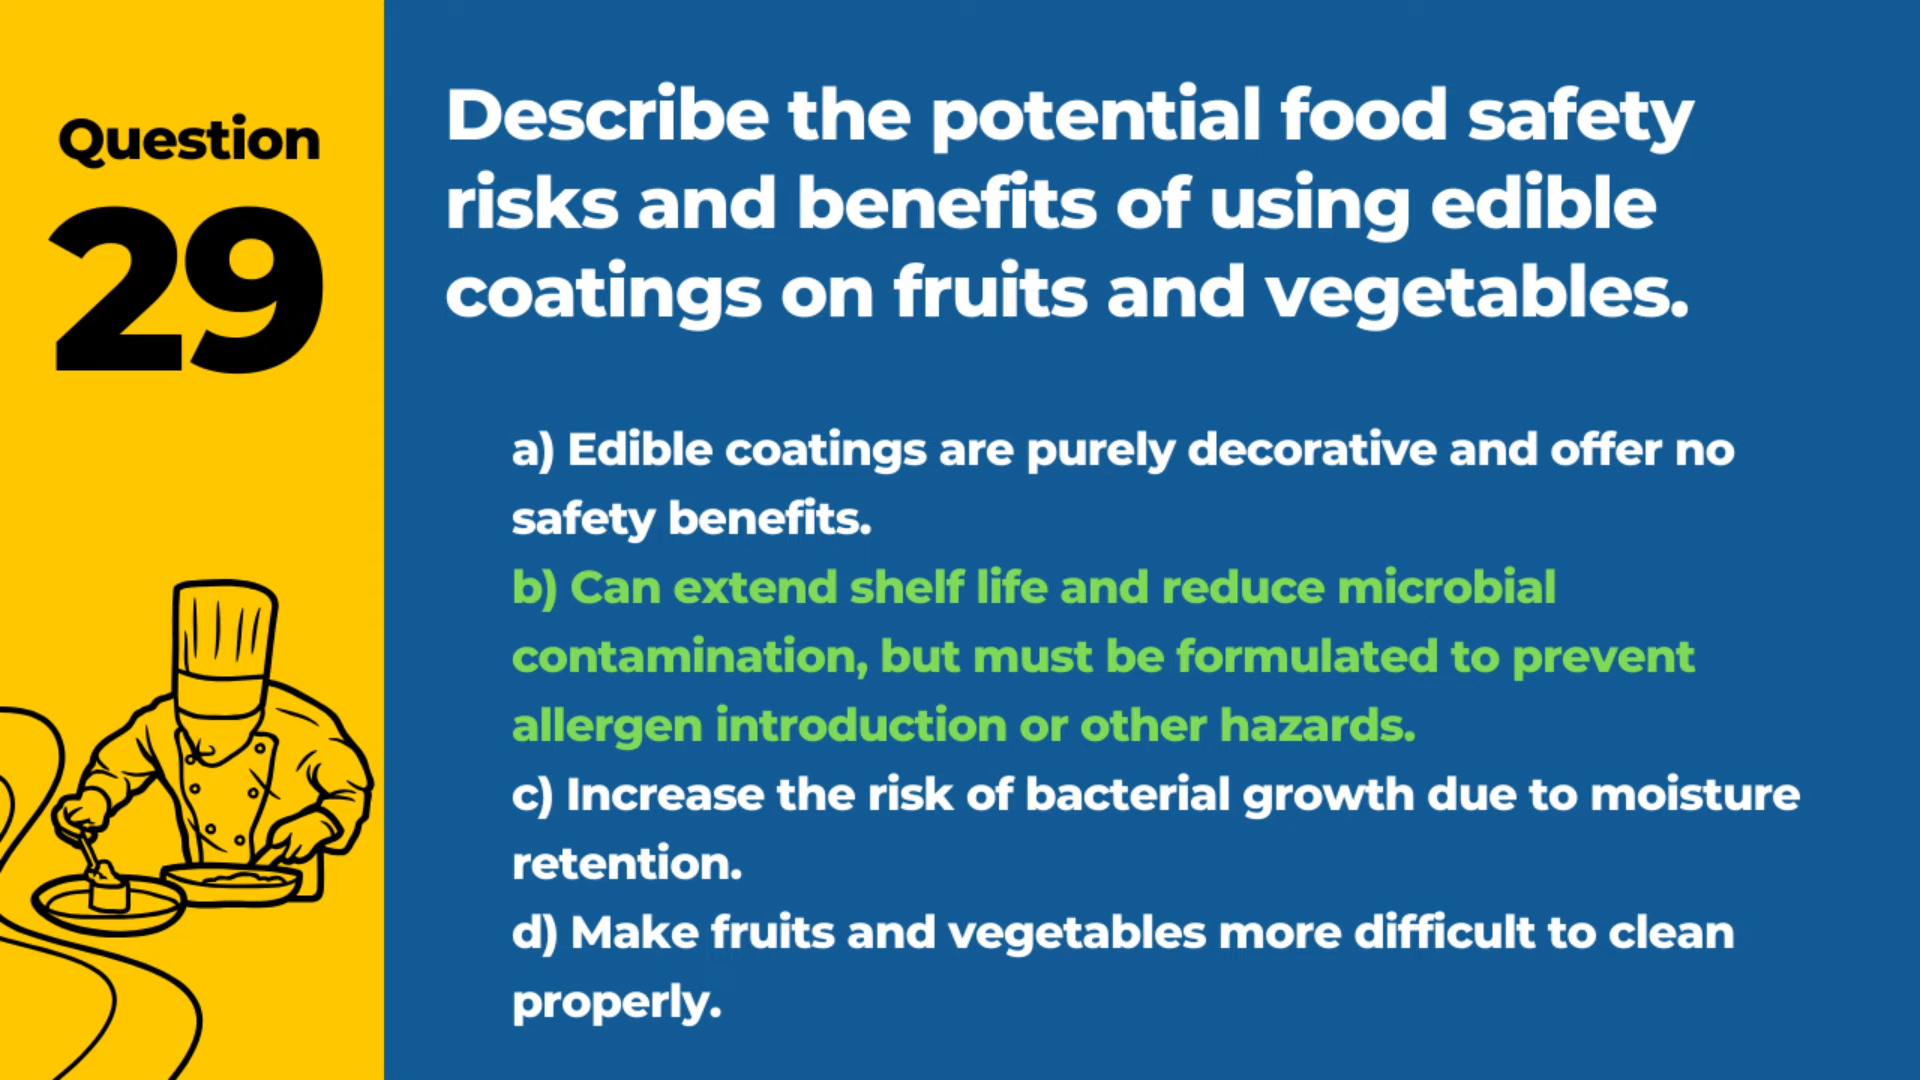 Question
29
Describe the potential food safety
risks and benefits of using edible
coatings on fruits and vegetables.
a) Edible coatings are purely decorative and offer no
safety benefits.
b) Can extend shelf life and reduce microbial
contamination, but must be formulated to prevent
allergen introduction or other hazards.
c) Increase the risk of bacterial growth due to moisture
retention.
d) Make fruits and vegetables more difficult to clean
properly.